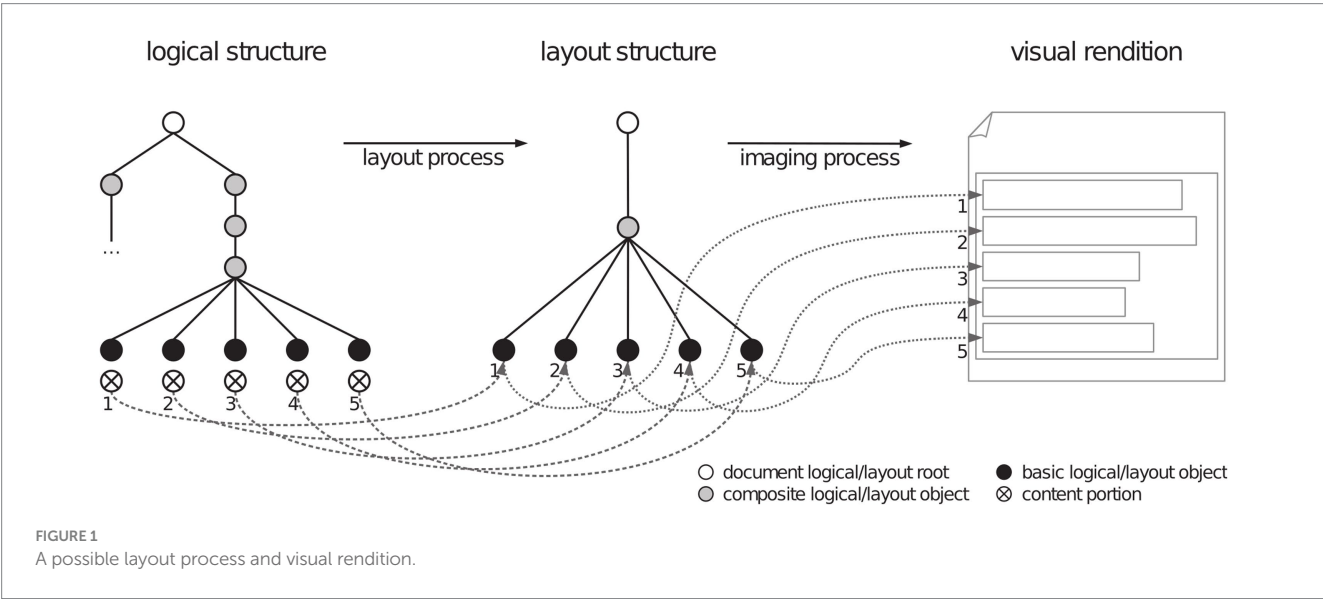 logical structure
layout structure
visual rendition
layout process
imaging process
...
1
2
3
4
5
1
2
3
4
5
1
2
3
4
5
document logical/layout root
basic logical/layout object
composite logical/layout object
content portion
FIGURE 1
A possible layout process and visual rendition.